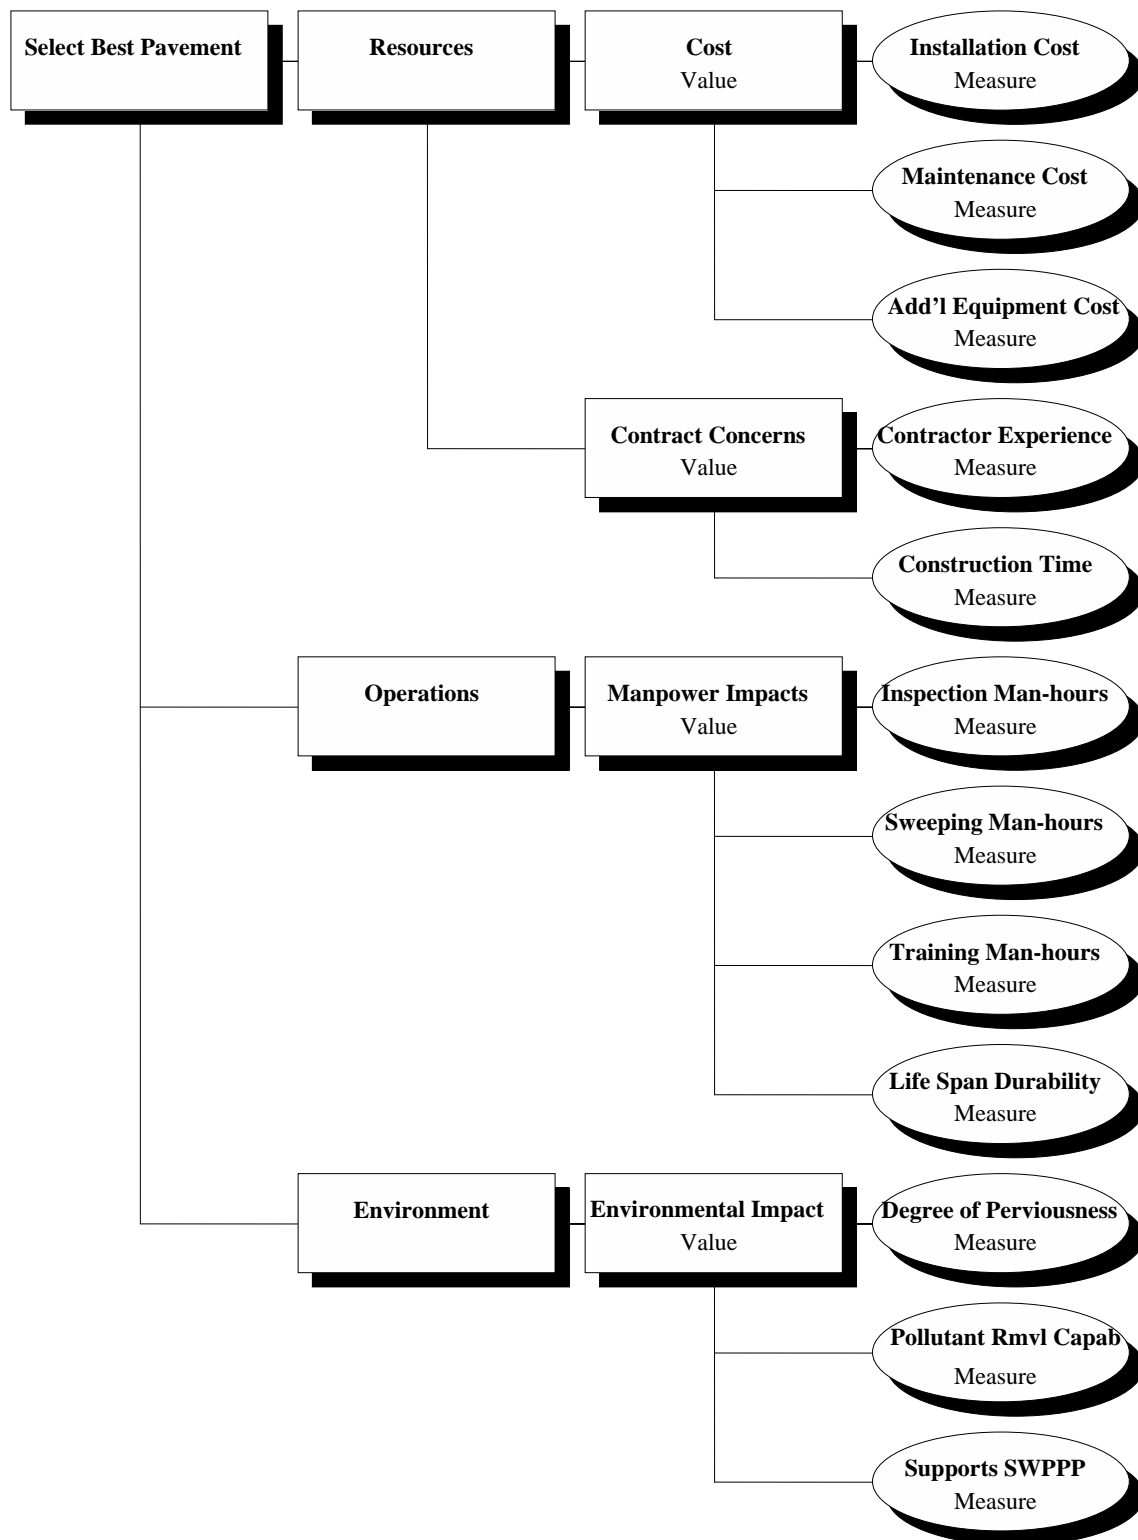 Select Best Pavement
Resources
Cost
Value
Installation Cost
Measure
Maintenance Cost
Measure
Add'l Equipment Cost
Measure
Contract Concerns
Value
Contractor Experience
Measure
Construction Time
Measure
Operations
Manpower Impacts
Value
Inspection Man-hours
Measure
Sweeping Man-hours
Measure
Training Man-hours
Measure
Life Span Durability
Measure
Environment
Environmental Impact
Value
Degree of Perviousness
Measure
Pollutant Rmvl Capab
Measure
Supports SWPPP
Measure